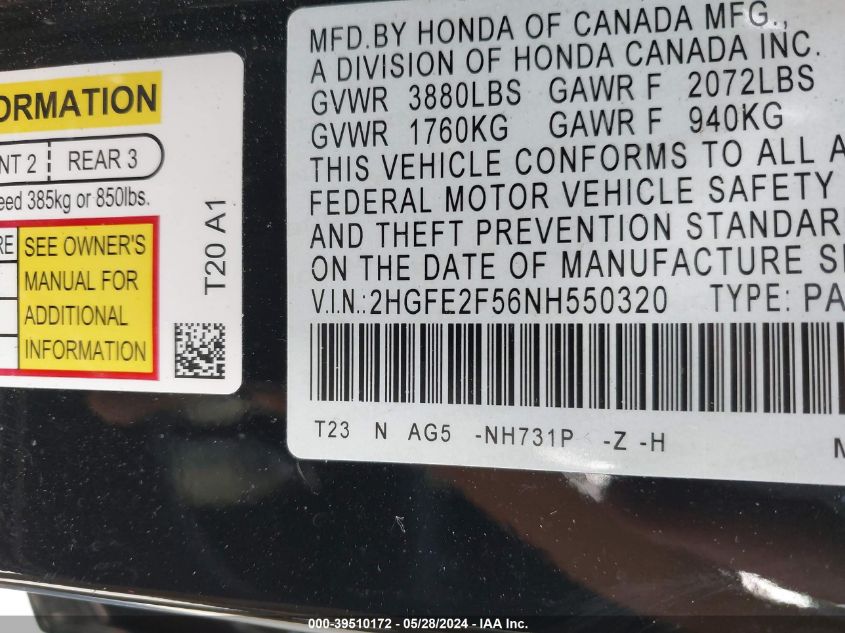 ORMATION
NT 2 REAR 3
eed 385kg or 850lbs.
RE SEE OWNER'S
MANUAL FOR
ADDITIONAL
INFORMATION
T20 A1
MFD.BY HONDA OF CANADA MFG.,
A DIVISION OF HONDA CANADA INC.
GVWR 3880LBS GAWR F 2072LBS
GVWR 1760KG GAWR F 940KG
THIS VEHICLE CONFORMS TO ALL A
FEDERAL MOTOR VEHICLE SAFETY
AND THEFT PREVENTION STANDAR
ON THE DATE OF MANUFACTURE S
V.I.N.:2HGFE2F56NH550320 TYPE: PA
T23 N AG5 -NH731P -Z -H
000-39510172 — 05/28/2024 — IAA Inc.